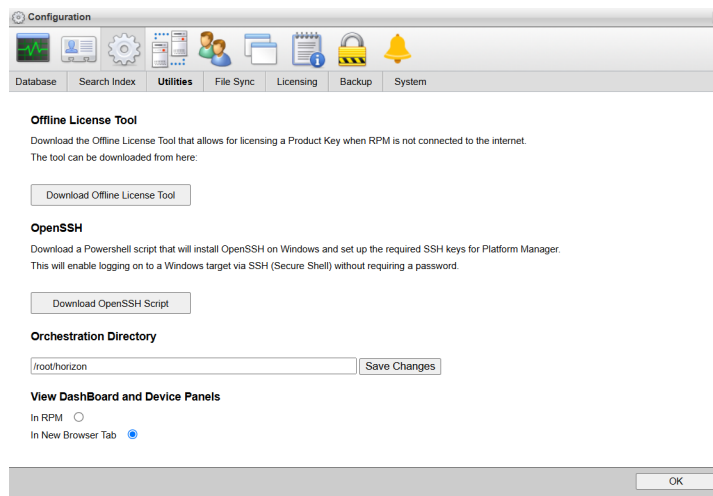 Configuration
Database Search Index Utilities File Sync Licensing Backup System
Offline License Tool
Download the Offline License Tool that allows for licensing a Product Key when RPM is not connected to the internet.
The tool can be downloaded from here:
Download Offline License Tool
OpenSSH
Download a Powershell script that will install OpenSSH on Windows and set up the required SSH keys for Platform Manager.
This will enable logging on to a Windows target via SSH (Secure Shell) without requiring a password.
Download OpenSSH Script
Orchestration Directory
/root/horizon Save Changes
View DashBoard and Device Panels
In RPM
In New Browser Tab
OK